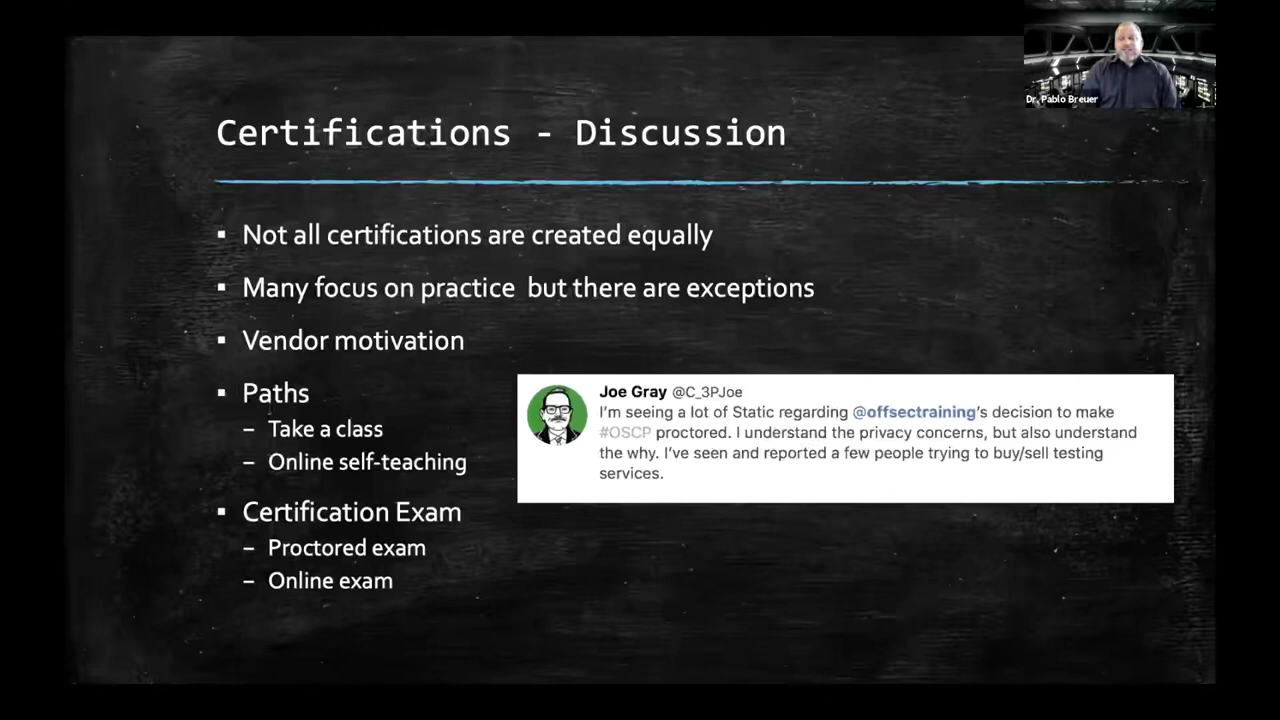 Dr. Pablo Breuer
Certifications - Discussion
▪ Not all certifications are created equally
▪ Many focus on practice but there are exceptions
▪ Vendor motivation
▪ Paths
– Take a class
– Online self-teaching
▪ Certification Exam
– Proctored exam
– Online exam
Joe Gray @C_3PJoe
I'm seeing a lot of Static regarding @offsectraining's decision to make
#OSCP proctored. I understand the privacy concerns, but also understand
the why. I've seen and reported a few people trying to buy/sell testing
services.